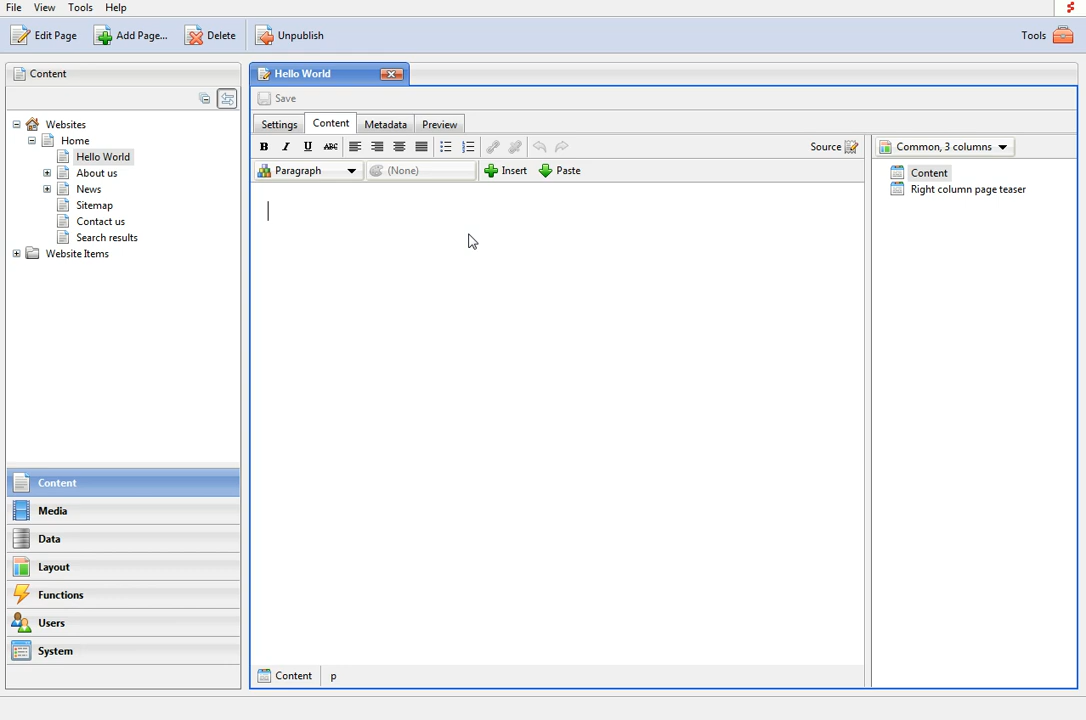 File View Tools Help
Edit Page Add Page... Delete Unpublish Tools
Content Hello World
Save
Settings Content Metadata Preview
B I U ABC Source Common, 3 columns
Paragraph (None) Insert Paste
Content
Right column page teaser
Websites
Home
Hello World
About us
News
Sitemap
Contact us
Search results
Website Items
Content
Media
Data
Layout
Functions
Users
System
Content p